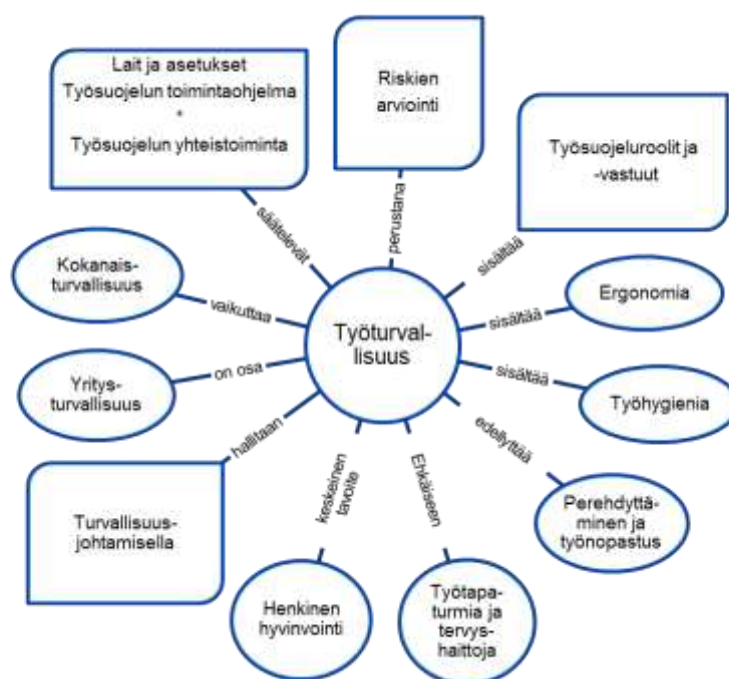 Lait ja asetukset
Työsuojelun toimintaohjelma
*
Työsuojelun yhteistoiminta
Riskien
arviointi
Työsuojeluroolit ja
-vastuut
säätelevät
perustana
sisältää
Kokanais-
turvallisuus
vaikuttaa
Työturval-
lisuus
sisältää
Ergonomia
Yritys-
turvallisuus
on osa
sisältää
Työhygienia
hallitaan
edellyttää
Turvallisuus-
johtamisella
keskeinen
tavoite
Ehkäiseen
Perehdyttä-
minen ja
työnopastus
Henkinen
hyvinvointi
Työtapa-
turmia ja
tervys-
haittoja